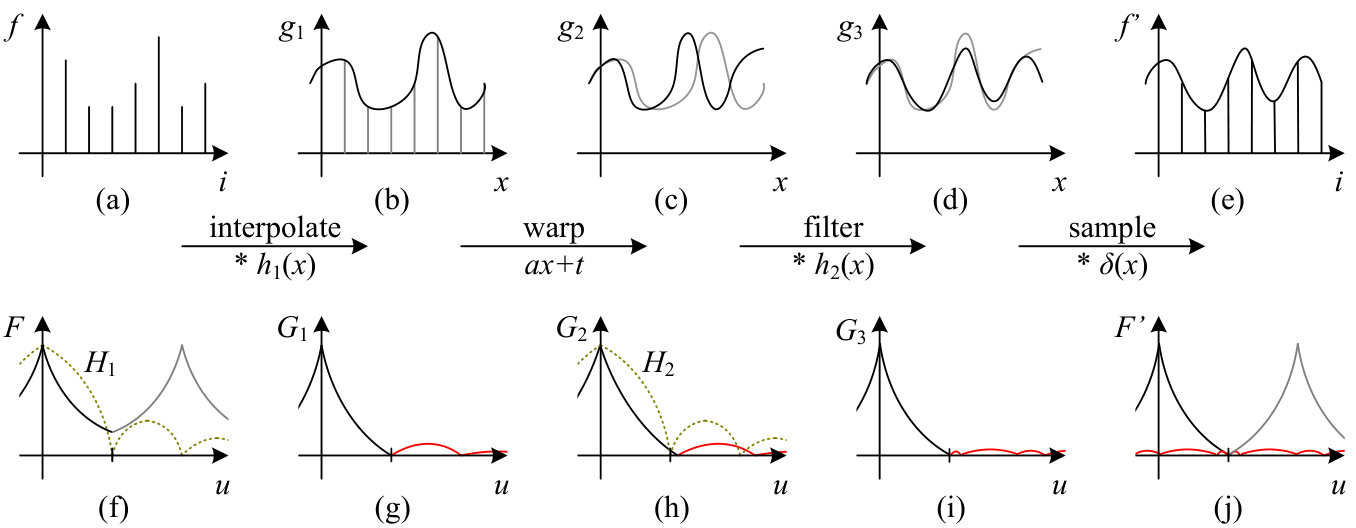 f g₁ g₂ g₃ f’
i x x x i
(a) (b) (c) (d) (e)
interpolate warp filter sample
* h₁(x) ax+t * h₂(x) * δ(x)
F H₁ G₁ G₂ H₂ G₃ F’
u u u u u
(f) (g) (h) (i) (j)